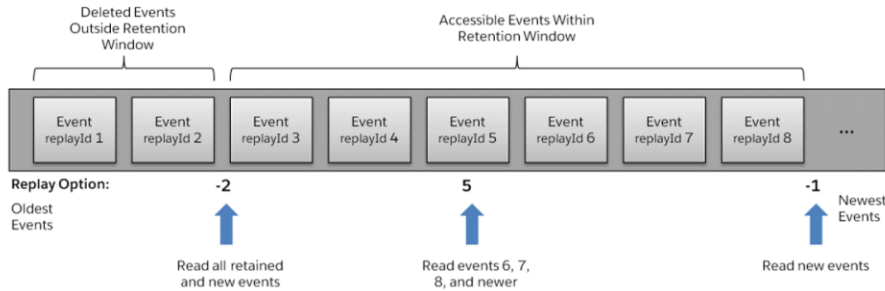 Deleted Events
Outside Retention
Window
Accessible Events Within
Retention Window
Event
replayId 1
Event
replayId 2
Event
replayId 3
Event
replayId 4
Event
replayId 5
Event
replayId 6
Event
replayId 7
Event
replayId 8
...
Replay Option:
-2
5
-1
Oldest
Events
Newest
Events
Read all retained
and new events
Read events 6, 7,
8, and newer
Read new events